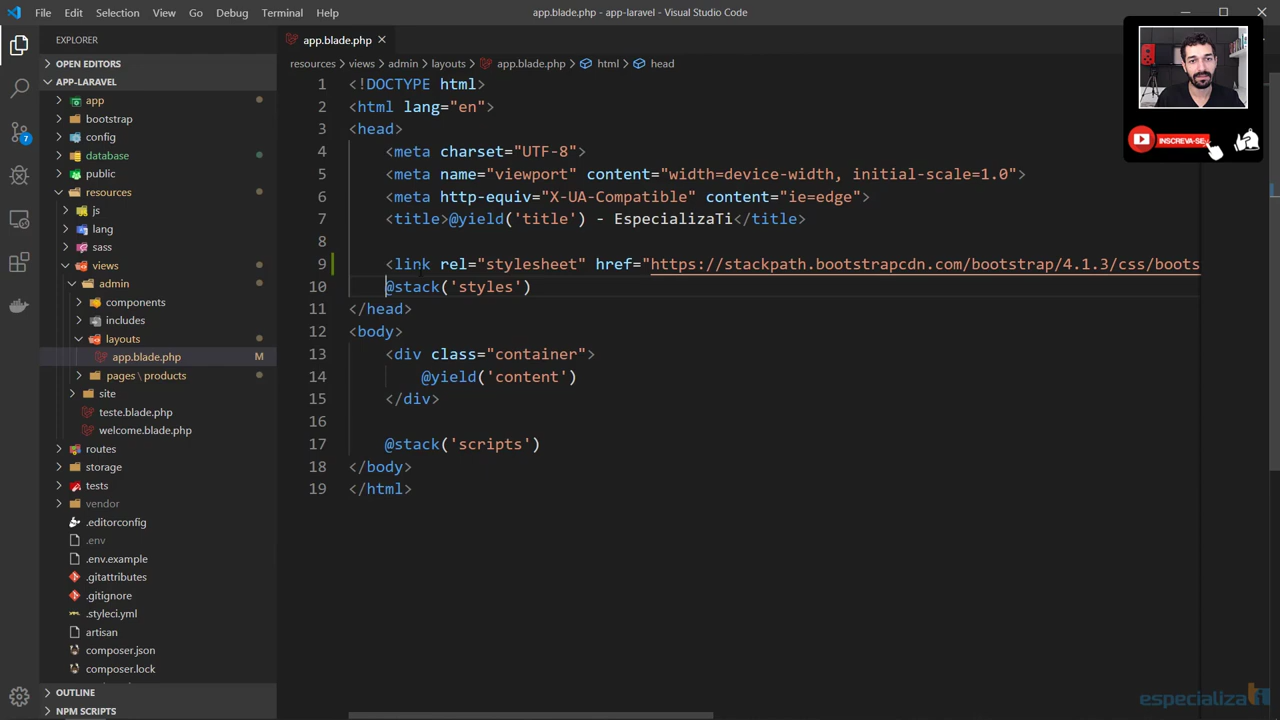 File Edit Selection View Go Debug Terminal Help
app.blade.php - app-laravel - Visual Studio Code
EXPLORER
OPEN EDITORS
APP-LARAVEL
app
bootstrap
config
database
public
resources
js
lang
sass
views
admin
components
includes
layouts
app.blade.php M
pages \ products
site
teste.blade.php
welcome.blade.php
routes
storage
tests
vendor
.editorconfig
.env
.env.example
.gitattributes
.gitignore
.styleci.yml
artisan
composer.json
composer.lock
OUTLINE
NPM SCRIPTS
7
app.blade.php
resources > views > admin > layouts > app.blade.php > html > head
1 <!DOCTYPE html>
2 <html lang="en">
3 <head>
4 <meta charset="UTF-8">
5 <meta name="viewport" content="width=device-width, initial-scale=1.0">
6 <meta http-equiv="X-UA-Compatible" content="ie=edge">
7 <title>@yield('title') - EspecializaTi</title>
8
9 <link rel="stylesheet" href="https://stackpath.bootstrapcdn.com/bootstrap/4.1.3/css/boots
10 @stack('styles')
11 </head>
12 <body>
13 <div class="container">
14 @yield('content')
15 </div>
16
17 @stack('scripts')
18 </body>
19 </html>
INSCREVA-SE
especializati